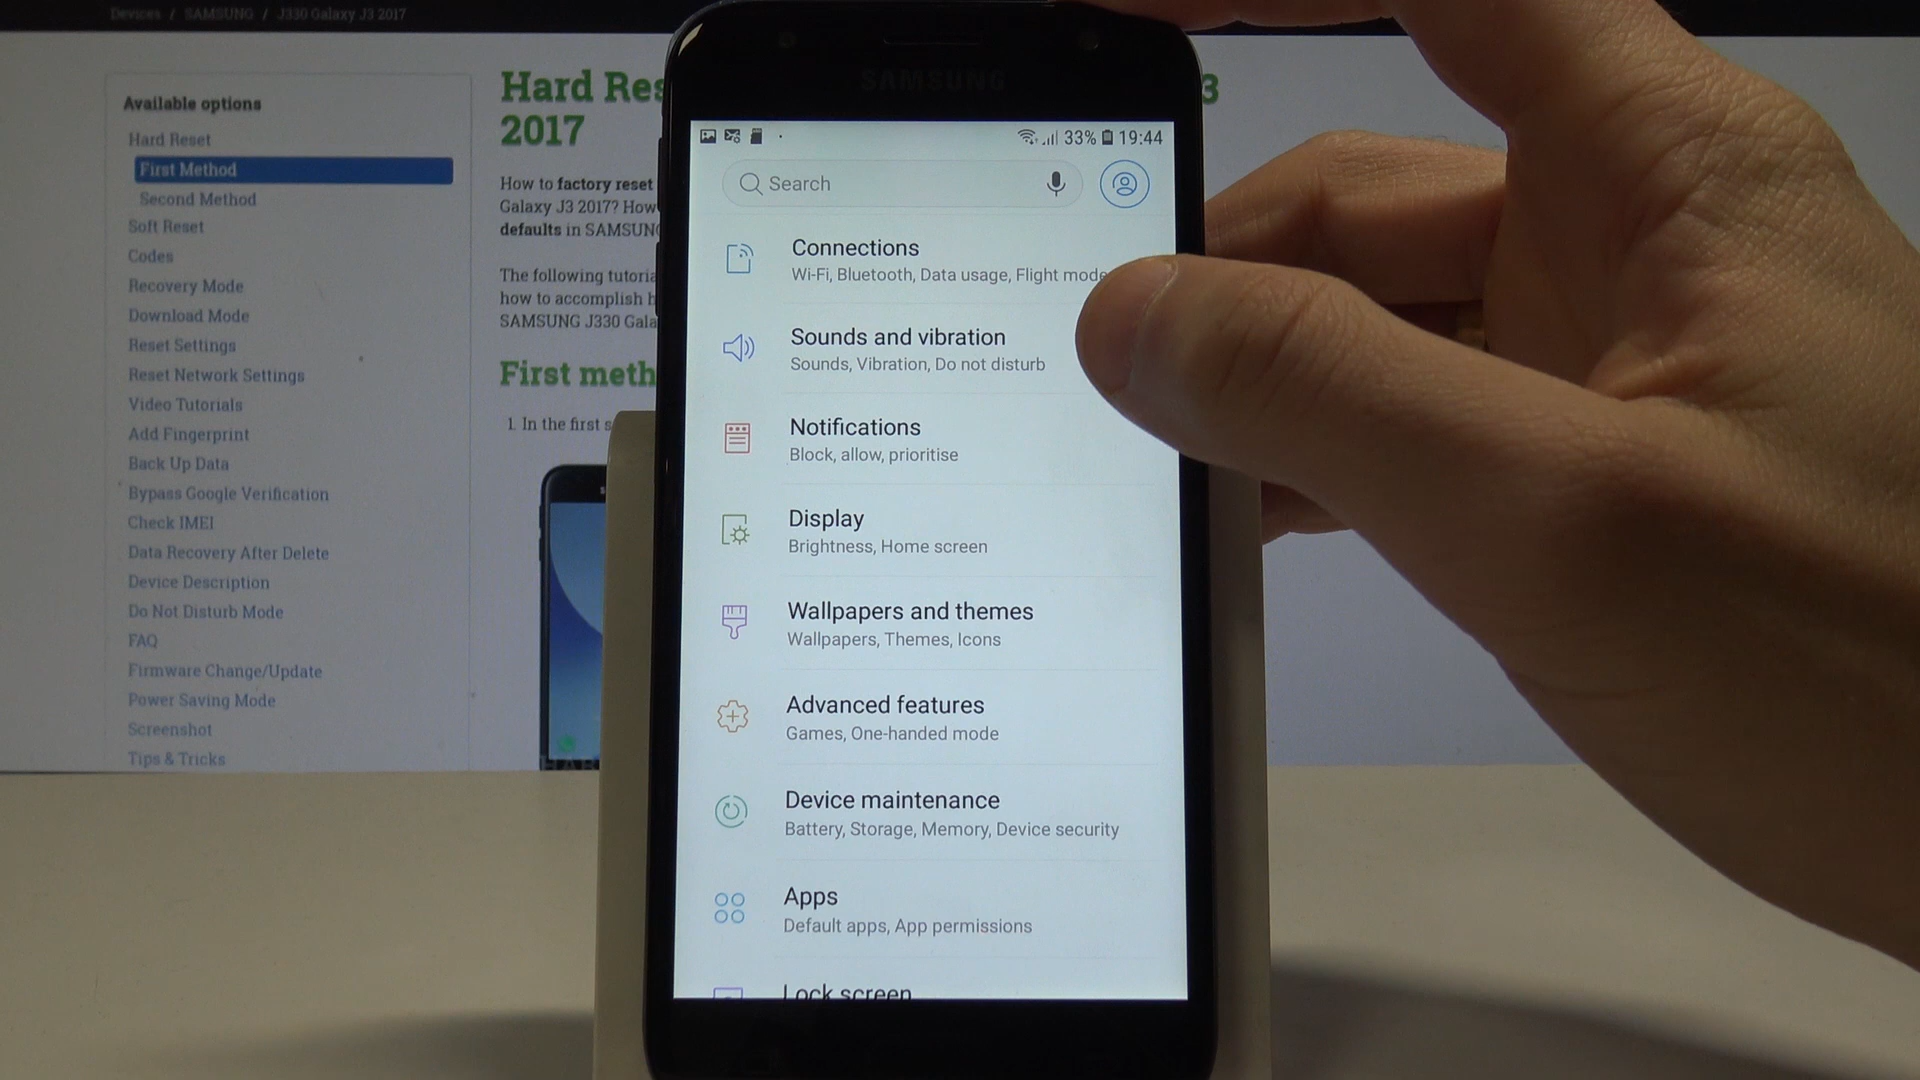 Devices / SAMSUNG / J330 Galaxy J3 2017
Available options
Hard Reset
First Method
Second Method
Soft Reset
Codes
Recovery Mode
Download Mode
Reset Settings
Reset Network Settings
Video Tutorials
Add Fingerprint
Back Up Data
Bypass Google Verification
Check IMEI
Data Recovery After Delete
Device Description
Do Not Disturb Mode
FAQ
Firmware Change/Update
Power Saving Mode
Screenshot
Tips & Tricks
Hard Res 3
2017
How to factory reset
Galaxy J3 2017? How
defaults in SAMSUNG
The following tutoria
how to accomplish h
SAMSUNG J330 Gala
First meth
1. In the first s
SAMSUNG
33% 19:44
Search
Connections
Wi-Fi, Bluetooth, Data usage, Flight mode
Sounds and vibration
Sounds, Vibration, Do not disturb
Notifications
Block, allow, prioritise
Display
Brightness, Home screen
Wallpapers and themes
Wallpapers, Themes, Icons
Advanced features
Games, One-handed mode
Device maintenance
Battery, Storage, Memory, Device security
Apps
Default apps, App permissions
Lock screen